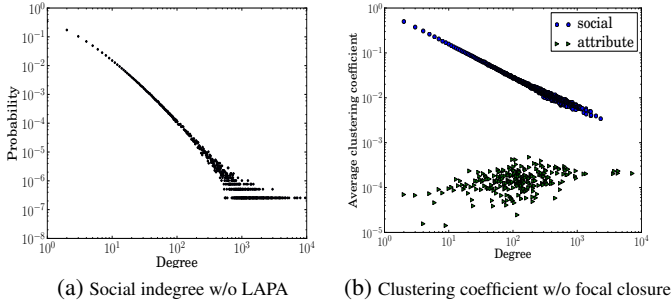 10^0
10^-1
10^-2
10^-3
10^-4
10^-5
10^-6
10^-7
10^-8
Probability
10^0 10^1 10^2 10^3 10^4
Degree
(a) Social indegree w/o LAPA
10^0
10^-1
10^-2
10^-3
10^-4
10^-5
Average clustering coefficient
social
attribute
10^0 10^1 10^2 10^3 10^4
Degree
(b) Clustering coefficient w/o focal closure